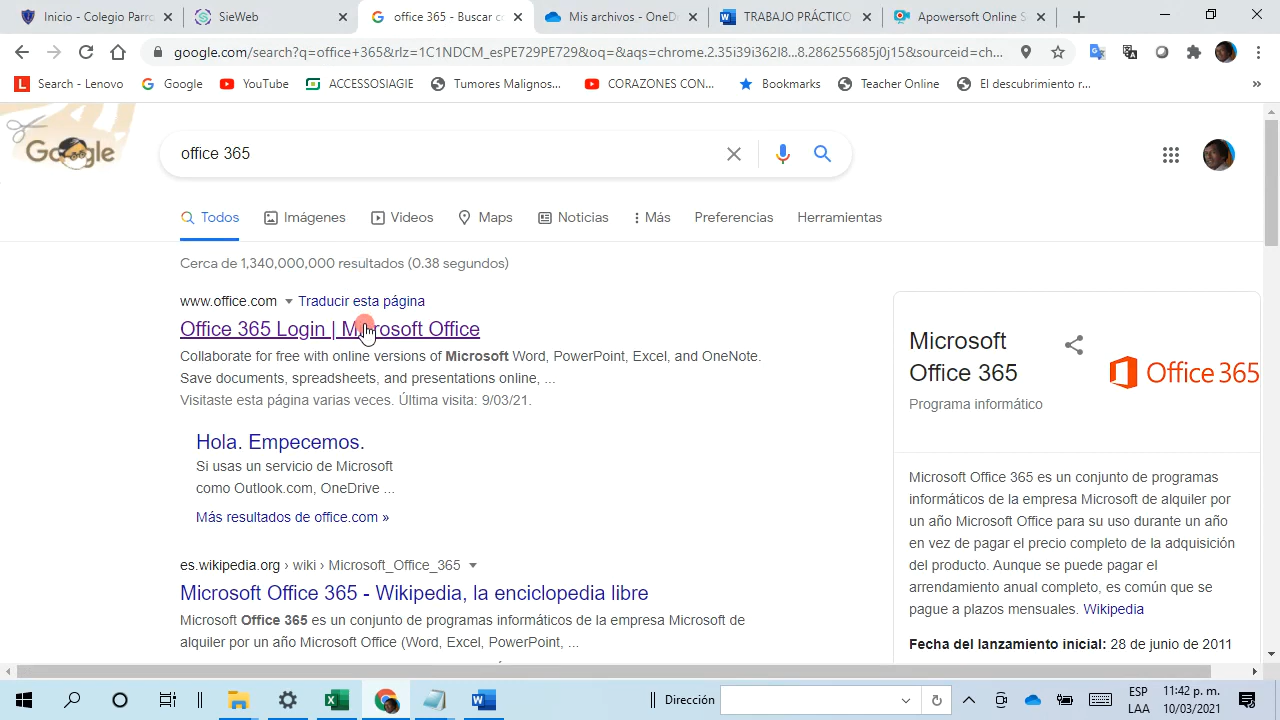 Inicio - Colegio Parro
SieWeb
office 365 - Buscar co
Mis archivos - OneD
TRABAJO PRÁCTICO
Apowersoft Online S
google.com/search?q=office+365&rlz=1C1NDCM_esPE729PE729&oq=&aqs=chrome.2.35i39i362l8...8.286255685j0j15&sourceid=ch...
Search - Lenovo
Google
YouTube
ACCESSOSIAGIE
Tumores Malignos...
CORAZONES CON...
Bookmarks
Teacher Online
El descubrimiento r...
»
Google
office 365
Todos
Imágenes
Videos
Maps
Noticias
Más
Preferencias
Herramientas
Cerca de 1,340,000,000 resultados (0.38 segundos)
www.office.com Traducir esta página
Office 365 Login | Microsoft Office
Collaborate for free with online versions of Microsoft Word, PowerPoint, Excel, and OneNote.
Save documents, spreadsheets, and presentations online, ...
Visitaste esta página varias veces. Última visita: 9/03/21.
Hola. Empecemos.
Si usas un servicio de Microsoft
como Outlook.com, OneDrive ...
Más resultados de office.com »
es.wikipedia.org › wiki › Microsoft_Office_365
Microsoft Office 365 - Wikipedia, la enciclopedia libre
Microsoft Office 365 es un conjunto de programas informáticos de la empresa Microsoft de
alquiler por un año Microsoft Office (Word, Excel, PowerPoint, ...
Microsoft
Office 365
Programa informático
Office 365
Microsoft Office 365 es un conjunto de programas
informáticos de la empresa Microsoft de alquiler por
un año Microsoft Office para su uso durante un año
en vez de pagar el precio completo de la adquisición
del producto. Aunque se puede pagar el
arrendamiento anual completo, es común que se
pague a plazos mensuales. Wikipedia
Fecha del lanzamiento inicial: 28 de junio de 2011
Dirección
ESP
LAA
11:42 p. m.
10/03/2021